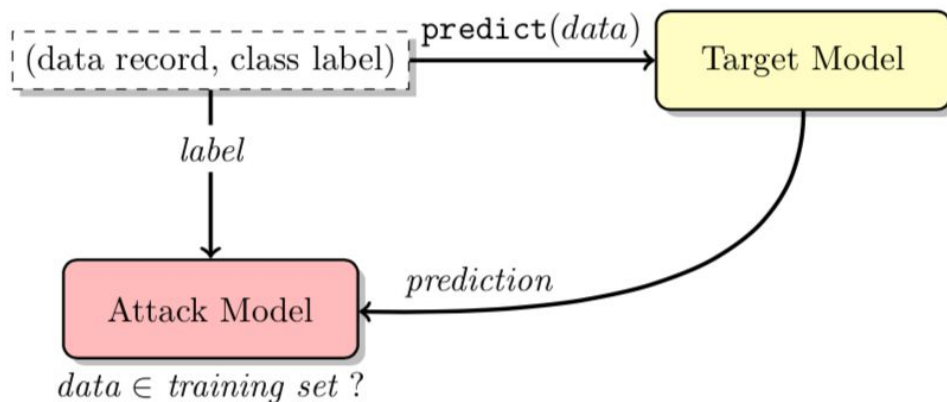 (data record, class label)
predict(data)
Target Model
label
prediction
Attack Model
data ∈ training set ?